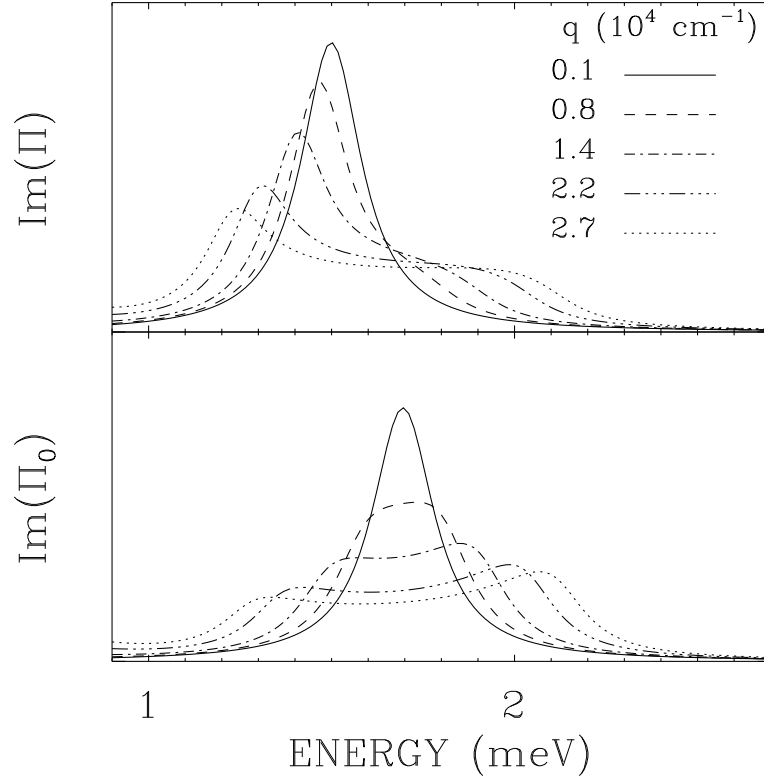 q (10⁴ cm⁻¹)
0.1
0.8
1.4
2.2
2.7
Im(Π)
Im(Π₀)
1 2
ENERGY (meV)